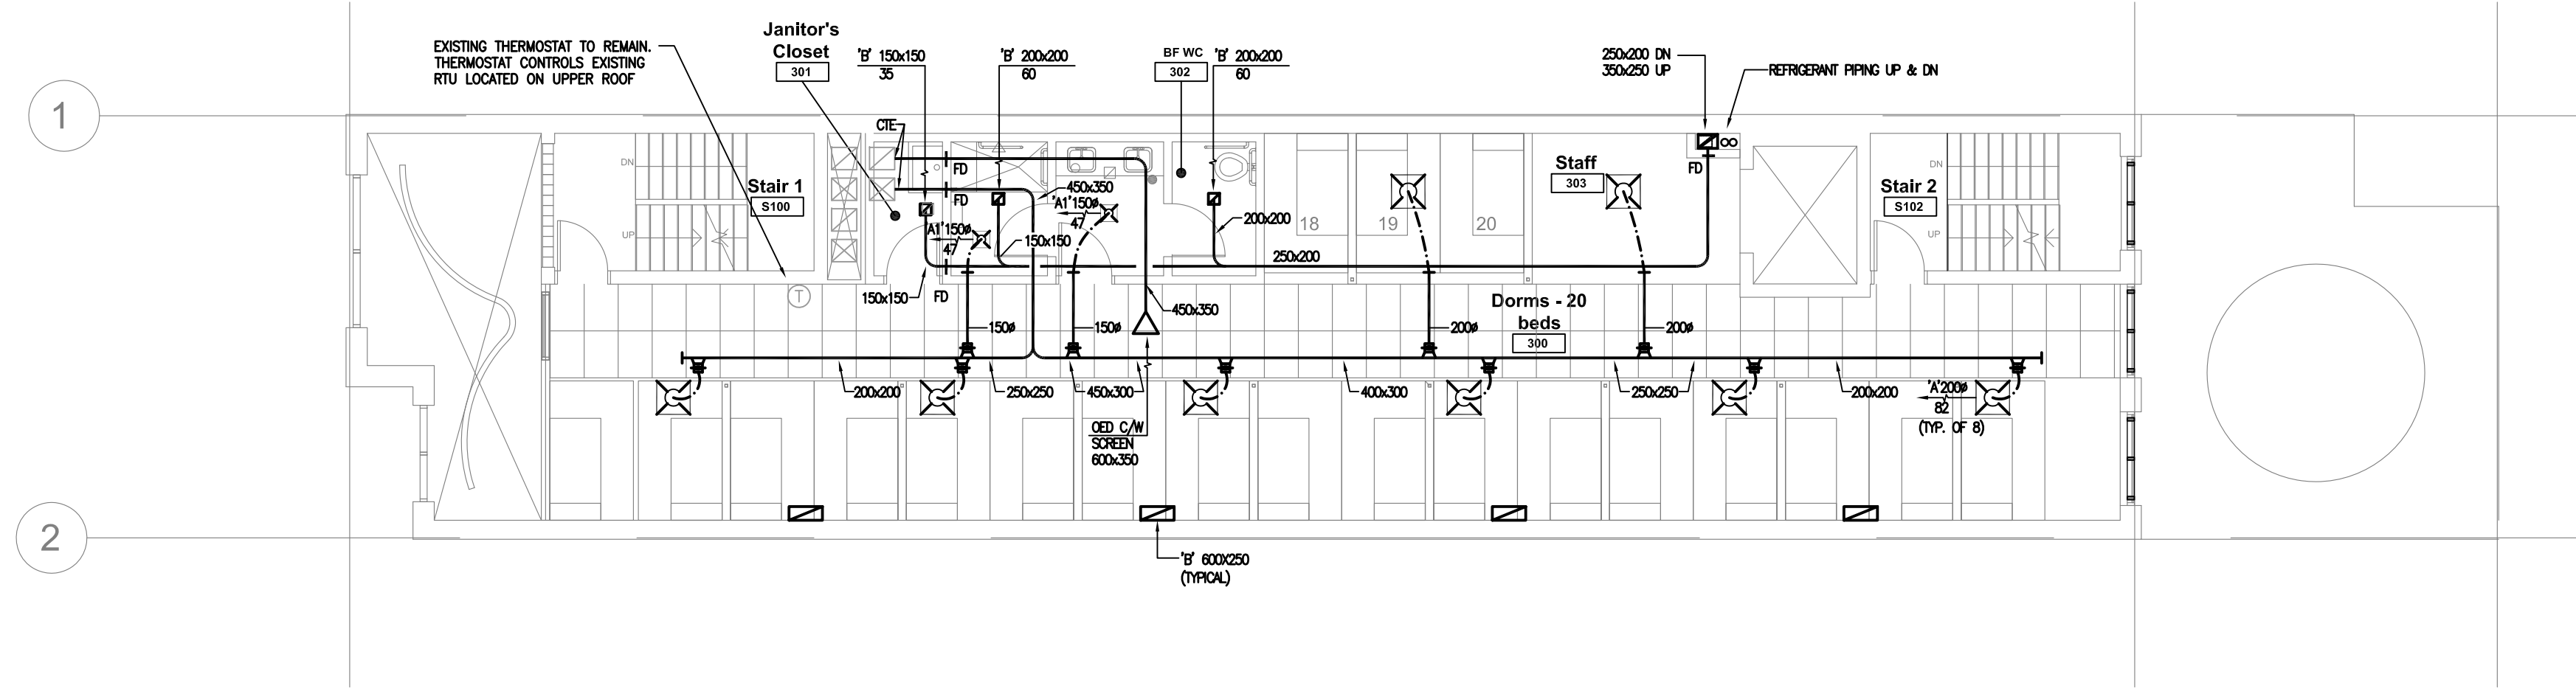 EXISTING THERMOSTAT TO REMAIN.
THERMOSTAT CONTROLS EXISTING
RTU LOCATED ON UPPER ROOF
Janitor's
Closet
301
'B' 150x150
35
'B' 200x200
60
BF WC
302
'B' 200x200
60
250x200 DN
350x250 UP
REFRIGERANT PIPING UP & DN
1
CTE
DN
UP
Stair 1
S100
FD
FD
450x350
'A1'150ø
47
'A1'150ø
47
150x150
200x200
18
19
20
Staff
303
FD
DN
UP
Stair 2
S102
250x200
150x150
FD
T
450x350
Dorms - 20
beds
300
150ø
150ø
200ø
200ø
200x200
250x250
450x300
400x300
250x250
200x200
'A'200ø
82
(TYP. OF 8)
OED C/W
SCREEN
600x350
2
'B' 600X250
(TYPICAL)